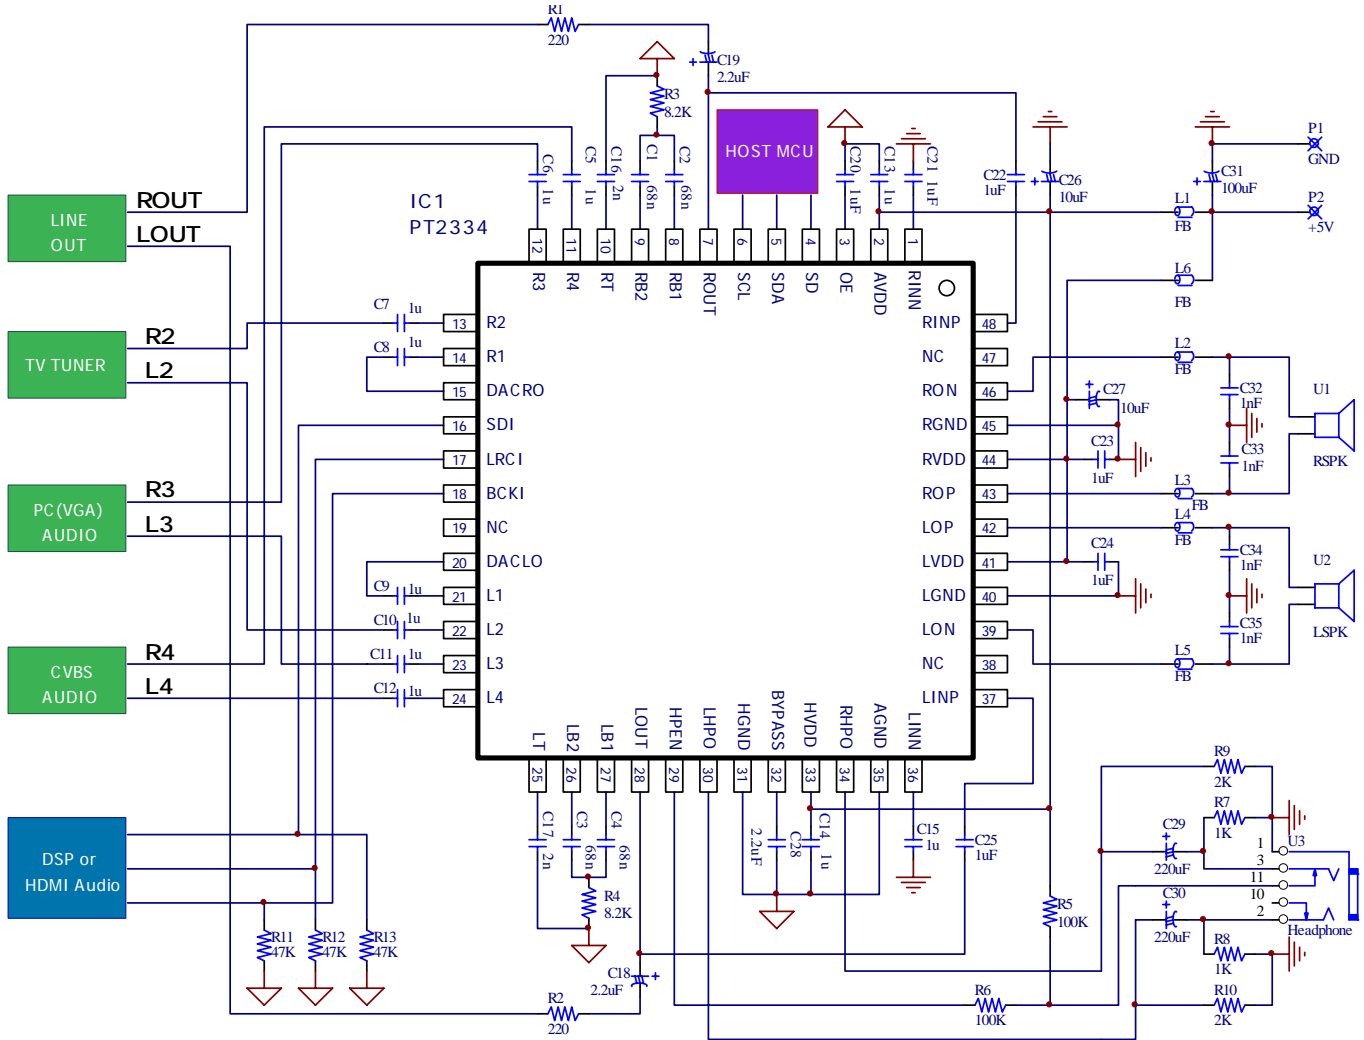 R1
220
C19
2.2uF
R3
8.2K
HOST MCU
P1
GND
C31
100uF
P2
+5V
C6
1u
C5
1u
C16
2n
C1
68n
C2
68n
C20
1uF
C13
1u
C21
1uF
C22
1uF
C26
10uF
L1
FB
L6
FB
LINE
OUT
ROUT
LOUT
IC1
PT2334
12
11
10
9
8
7
6
5
4
3
2
1
R3
R4
RT
RB2
RB1
ROUT
SCL
SDA
SD
OE
AVDD
RINN
TV TUNER
R2
L2
C7
1u
13
R2
C8
1u
14
R1
15
DACRO
16
SDI
17
LRCI
18
BCKI
19
NC
20
DACLO
C9
1u
21
L1
C10
1u
22
L2
C11
1u
23
L3
C12
1u
24
L4
RINP
48
NC
47
RON
46
RGND
45
RVDD
44
ROP
43
LOP
42
LVDD
41
LGND
40
LON
39
NC
38
LINP
37
L2
FB
C27
10uF
C23
1uF
L3
FB
L4
FB
C24
1uF
L5
FB
C32
1nF
C33
1nF
C34
1nF
C35
1nF
U1
RSPK
U2
LSPK
PC(VGA)
AUDIO
R3
L3
CVBS
AUDIO
R4
L4
LT
LB2
LB1
LOUT
HPEN
LHPO
HGND
BYPASS
HVDD
RHPO
AGND
LINN
25
26
27
28
29
30
31
32
33
34
35
36
C17
2n
C3
68n
C4
68n
R4
8.2K
2.2uF
C28
C14
1u
C15
1u
C25
1uF
DSP or
HDMI Audio
R11
47K
R12
47K
R13
47K
C18
2.2uF
R2
220
R5
100K
R6
100K
R9
2K
R7
1K
C29
220uF
C30
220uF
U3
1
3
11
10
2
Headphone
R8
1K
R10
2K